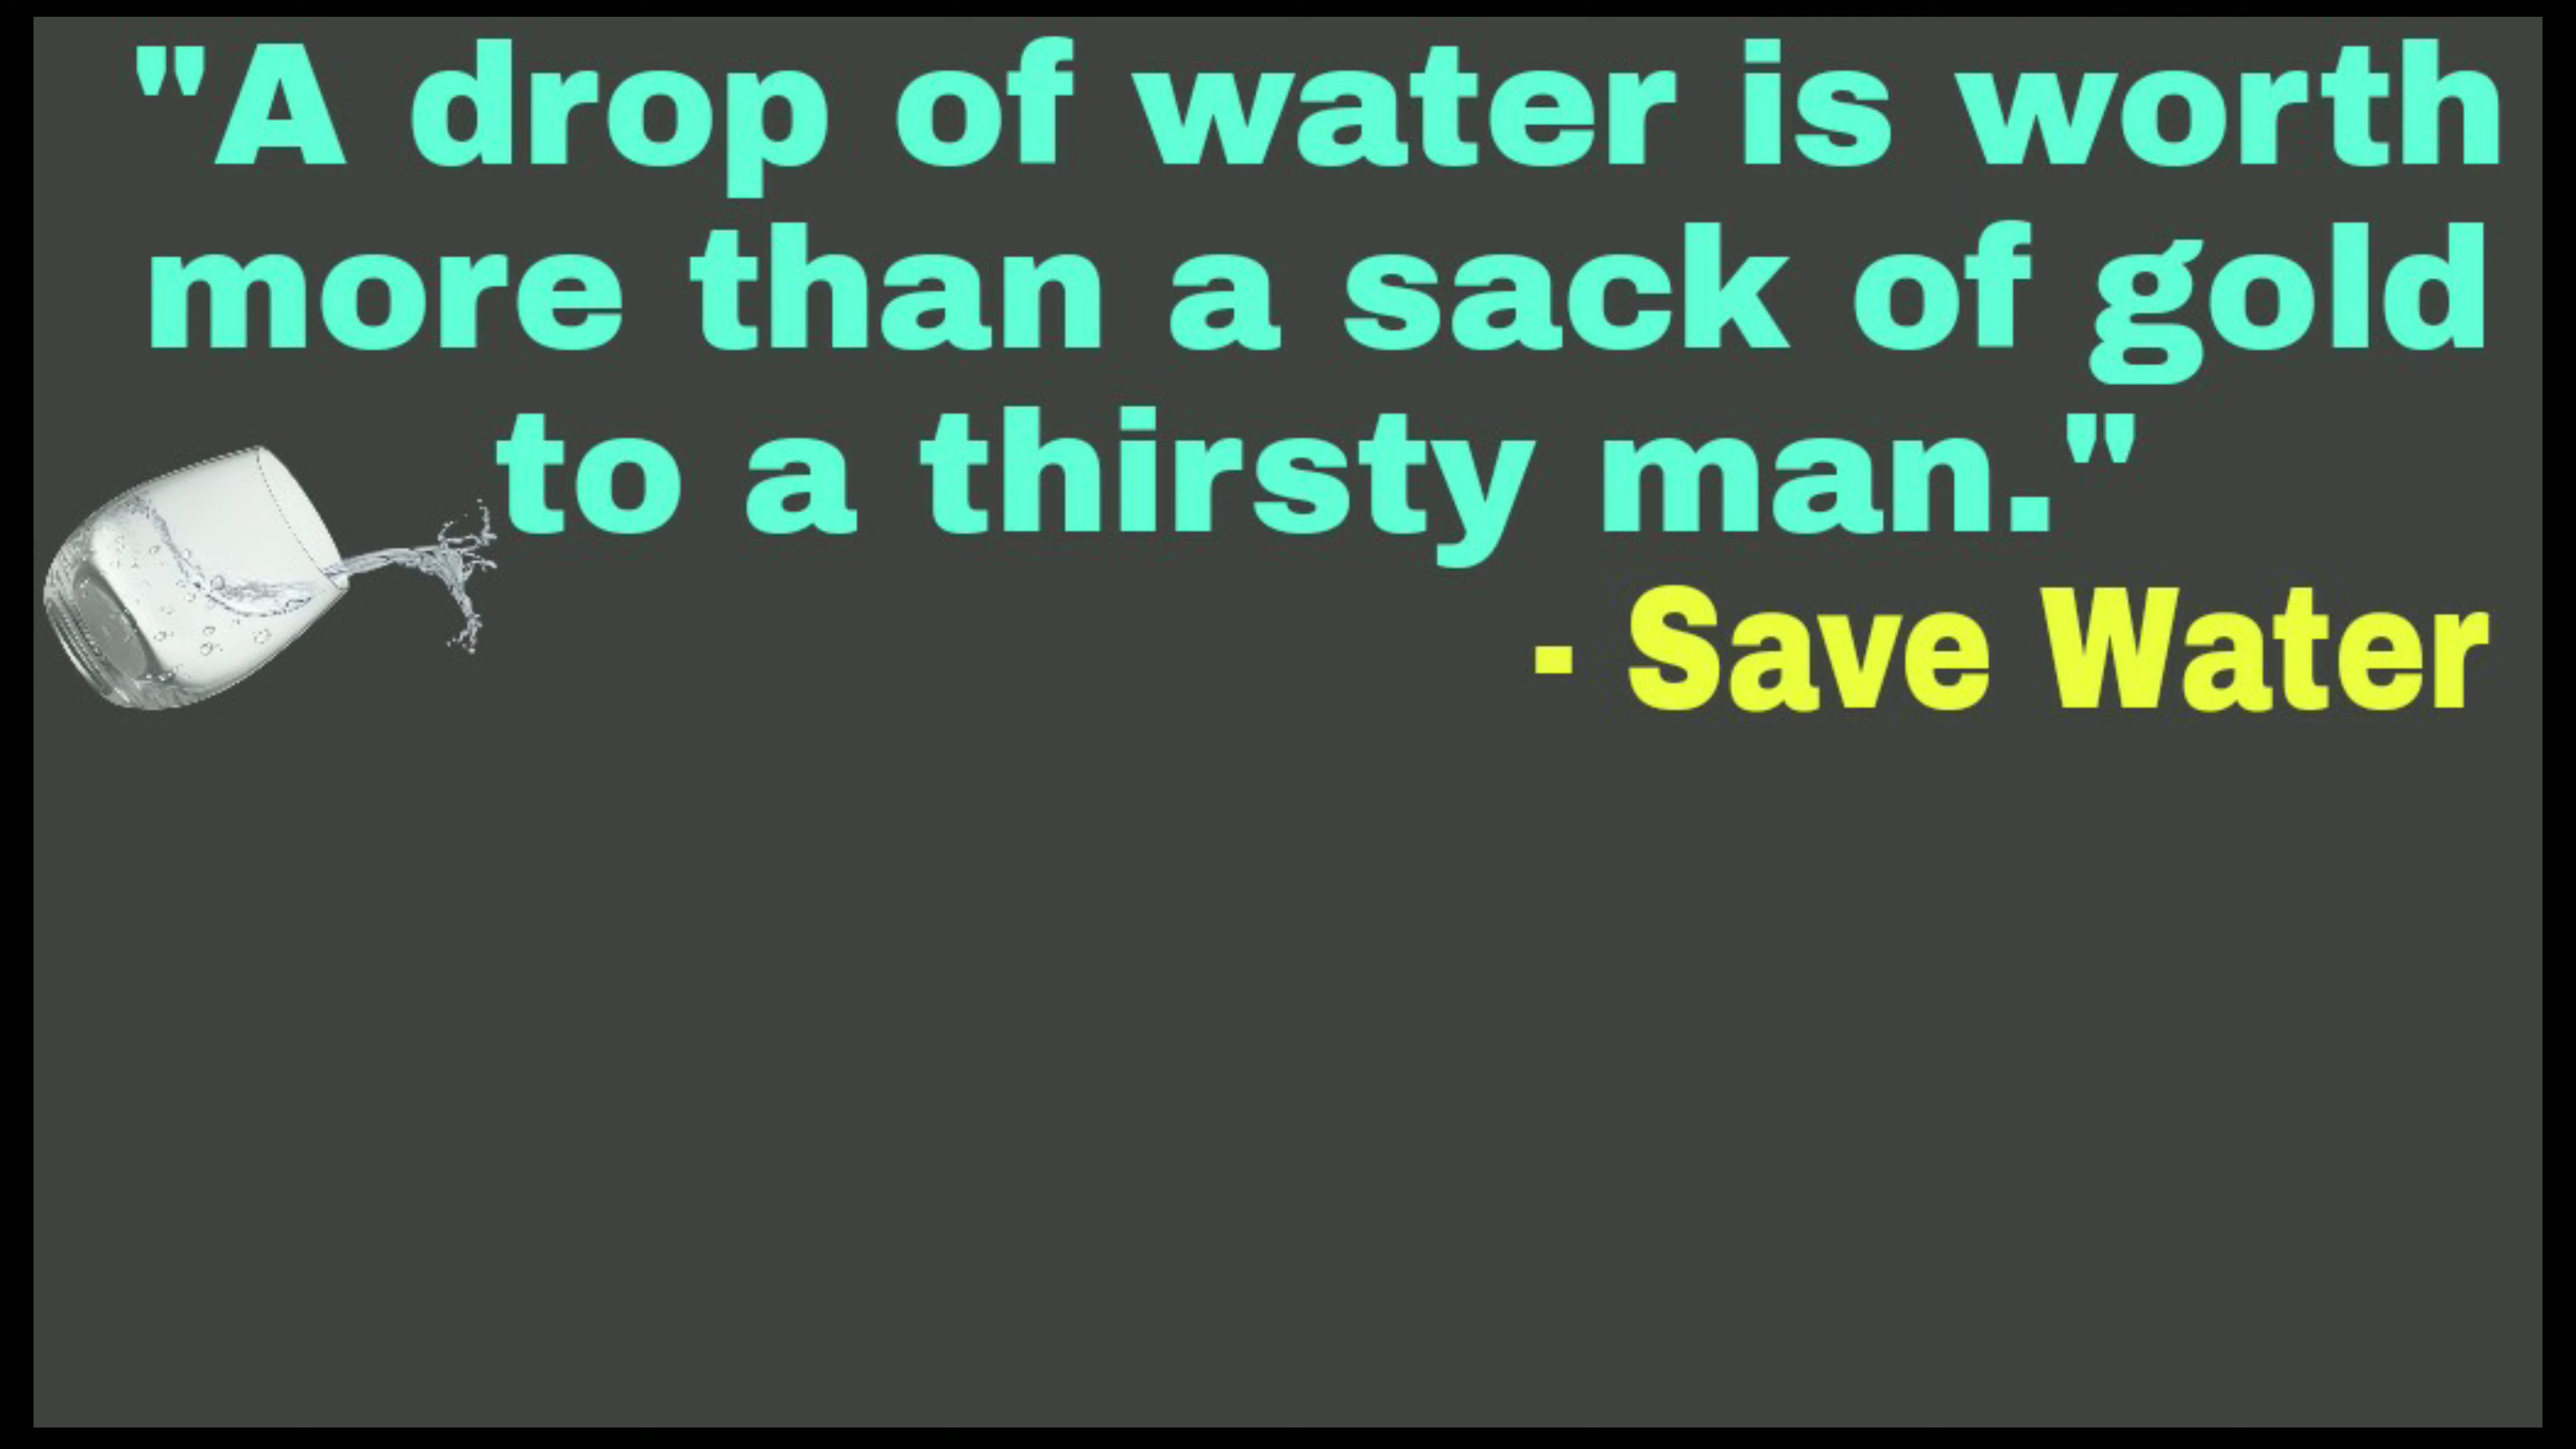 "A drop of water is worth
more than a sack of gold
to a thirsty man."
- Save Water